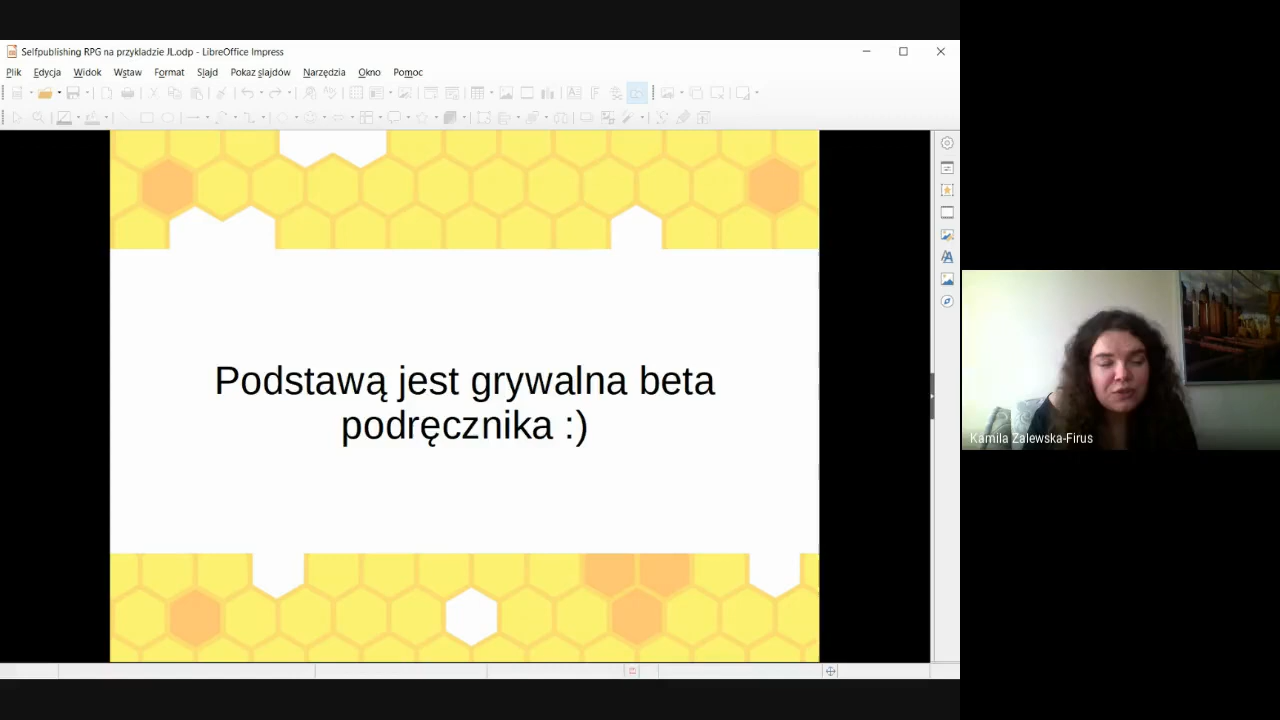 Selfpublishing RPG na przykladzie JL.odp - LibreOffice Impress
Plik Edycja Widok Wstaw Format Slajd Pokaz slajdów Narzędzia Okno Pomoc
Podstawą jest grywalna beta
podręcznika :)
Kamila Zalewska-Firus